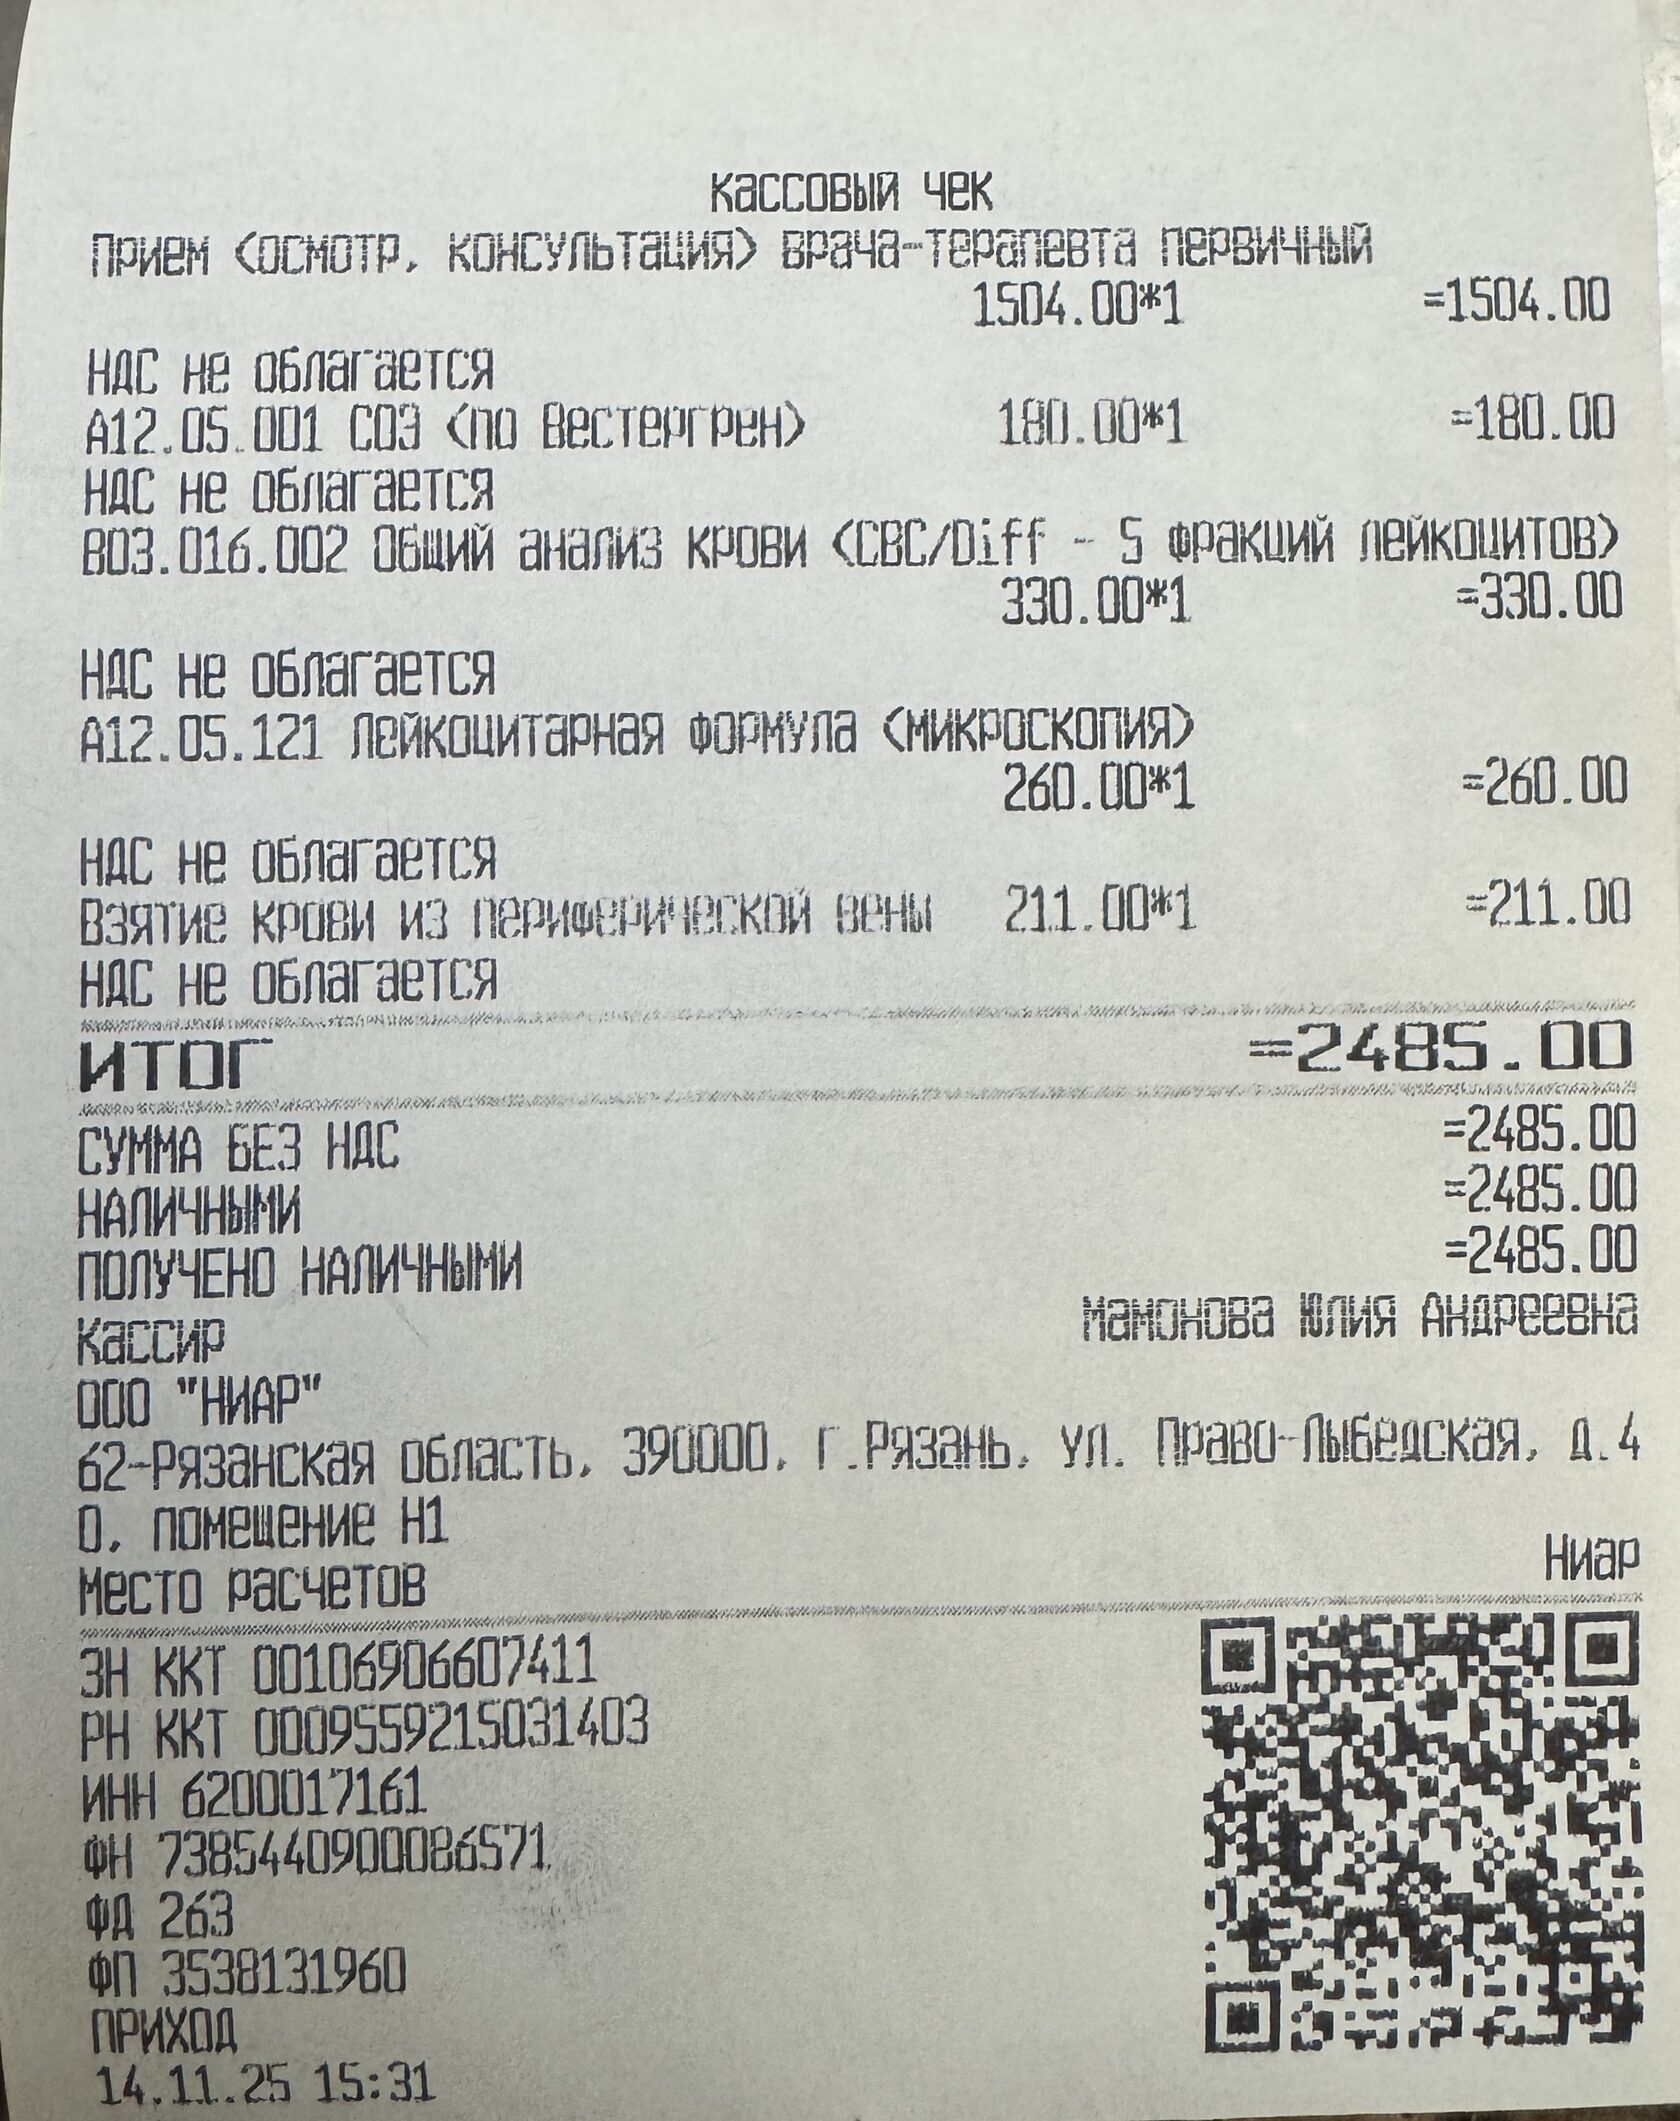 кассовый чек
Прием (осмотр, консультация) врача-терапевта первичный
1504.00*1 =1504.00
НДС не облагается
А12.05.001 СОЭ (по Вестергрен) 180.00*1 =180.00
НДС не облагается
В03.016.002 Общий анализ крови (CBC/Diff - 5 фракций лейкоцитов)
330.00*1 =330.00
НДС не облагается
А12.05.121 Лейкоцитарная формула (микроскопия)
260.00*1 =260.00
НДС не облагается
Взятие крови из периферической вены 211.00*1 =211.00
НДС не облагается
ИТОГ =2485.00
СУММА БЕЗ НДС =2485.00
НАЛИЧНЫМИ =2485.00
ПОЛУЧЕНО НАЛИЧНЫМИ =2485.00
Кассир Мамонова Юлия Андреевна
ООО "НИАР"
62-Рязанская область, 390000, г.Рязань, ул. Право-Лыбедская, д.4
0, помещение Н1
Место расчетов Ниар
ЗН ККТ 00106906607411
РН ККТ 0009559215031403
ИНН 6200017161
ФН 7385440900086571
ФД 263
ФП 3538131960
ПРИХОД
14.11.25 15:31